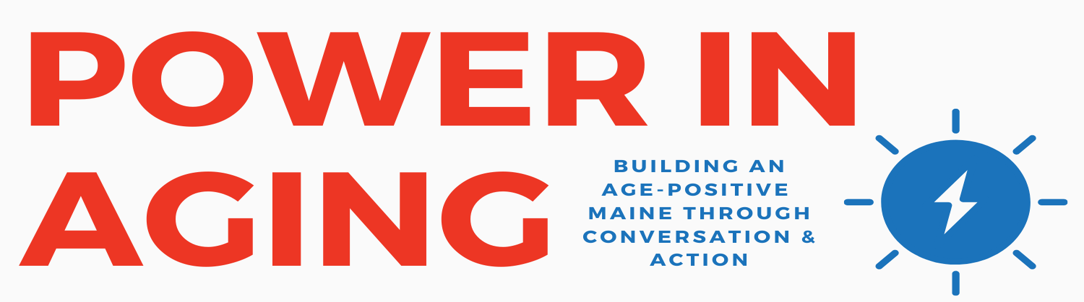 POWER IN
AGING
BUILDING AN
AGE-POSITIVE
MAINE THROUGH
CONVERSATION &
ACTION